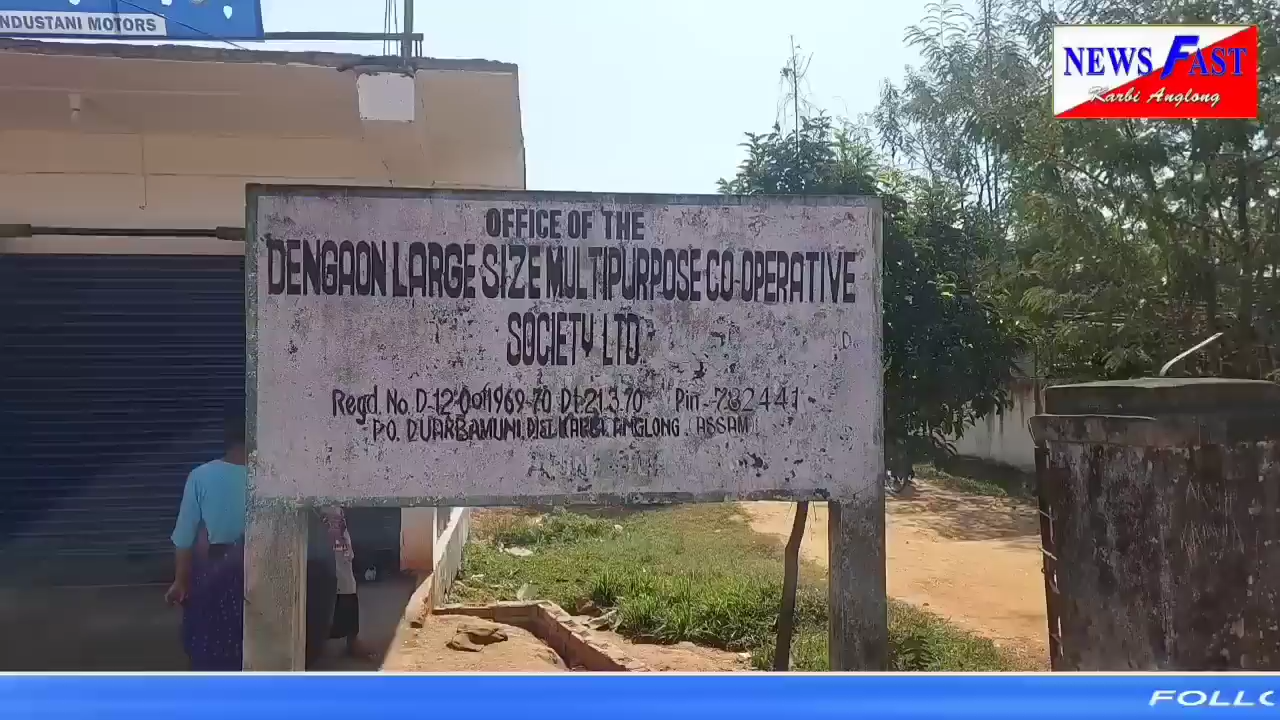 NDUSTANI MOTORS
NEWS FAST
Karbi Anglong
OFFICE OF THE
DENGAON LARGE SIZE MULTIPURPOSE CO-OPERATIVE
SOCIETY LTD.
Regd. No. D-12 of 1969-70 Dt-21.3.70 Pin-782441
P.O. DUARBAMUNI, DIST. KARBI ANGLONG, ASSAM
FOLLO